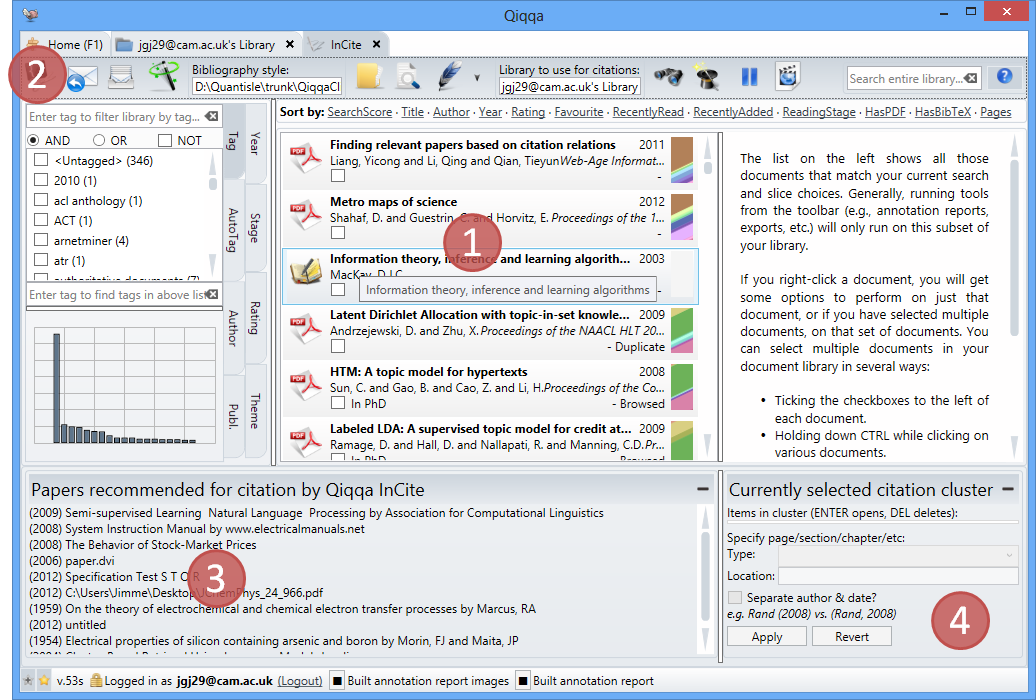 Qiqqa
Home (F1)
jgj29@cam.ac.uk's Library
InCite
2
Bibliography style:
D:\Quantisle\trunk\QiqqaCl
Library to use for citations:
jgj29@cam.ac.uk's Library
Search entire library...
Enter tag to filter library by tag...
AND
OR
NOT
<Untagged> (346)
2010 (1)
acl anthology (1)
ACT (1)
arnetminer (4)
atr (1)
authoritative documents (7)
Enter tag to find tags in above list
Tag
AutoTag
Author
Publ.
Year
Stage
Rating
Theme
Sort by: SearchScore · Title · Author · Year · Rating · Favourite · RecentlyRead · RecentlyAdded · ReadingStage · HasPDF · HasBibTeX · Pages
Finding relevant papers based on citation relations 2011
Liang, Yicong and Li, Qing and Qian, Tieyun Web-Age Informat...
-
Metro maps of science 2012
Shahaf, D. and Guestrin, C. and Horvitz, E. Proceedings of the 1...
-
1
Information theory, inference and learning algorith... 2003
MacKay, D.J.C.
Information theory, inference and learning algorithms
-
Latent Dirichlet Allocation with topic-in-set knowle... 2009
Andrzejewski, D. and Zhu, X. Proceedings of the NAACL HLT 20...
- Duplicate
HTM: A topic model for hypertexts 2008
Sun, C. and Gao, B. and Cao, Z. and Li, H. Proceedings of the Co...
In PhD - Browsed
Labeled LDA: A supervised topic model for credit at... 2009
Ramage, D. and Hall, D. and Nallapati, R. and Manning, C.D. Pr...
In PhD - Browsed
The list on the left shows all those
documents that match your current search
and slice choices. Generally, running tools
from the toolbar (e.g., annotation reports,
exports, etc.) will only run on this subset of
your library.
If you right-click a document, you will get
some options to perform on just that
document, or if you have selected multiple
documents, on that set of documents. You
can select multiple documents in your
document library in several ways:
• Ticking the checkboxes to the left of
each document.
• Holding down CTRL while clicking on
various documents.
Papers recommended for citation by Qiqqa InCite
(2009) Semi-supervised Learning Natural Language Processing by Association for Computational Linguistics
(2008) System Instruction Manual by www.electricalmanuals.net
(2008) The Behavior of Stock-Market Prices
(2006) paper.dvi
(2012) Specification Test S T O R
(2012) C:\Users\Jimme\Desktop\JChemPhys_24_966.pdf
(1959) On the theory of electrochemical and chemical electron transfer processes by Marcus, RA
(2012) untitled
(1954) Electrical properties of silicon containing arsenic and boron by Morin, FJ and Maita, JP
3
Currently selected citation cluster
Items in cluster (ENTER opens, DEL deletes):
Specify page/section/chapter/etc:
Type:
Location:
Separate author & date?
e.g. Rand (2008) vs. (Rand, 2008)
Apply
Revert
4
v.53s
Logged in as jgj29@cam.ac.uk (Logout)
Built annotation report images
Built annotation report